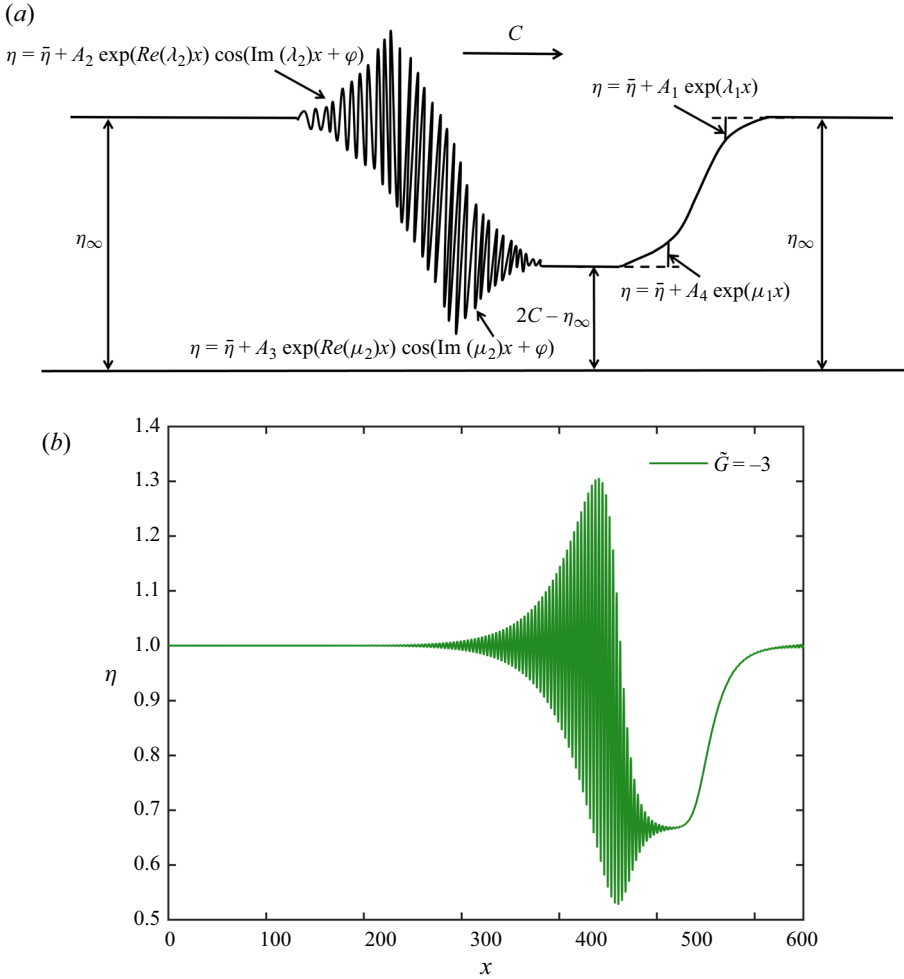 (a)
C
η = η̄ + A₂ exp(Re(λ₂)x) cos(Im (λ₂)x + φ)
η = η̄ + A₁ exp(λ₁x)
η∞
η∞
2C – η∞
η = η̄ + A₄ exp(μ₁x)
η = η̄ + A₃ exp(Re(μ₂)x) cos(Im (μ₂)x + φ)
(b)
1.4
G̃ = –3
1.3
1.2
1.1
1.0
η
0.9
0.8
0.7
0.6
0.5
0 100 200 300 400 500 600
x